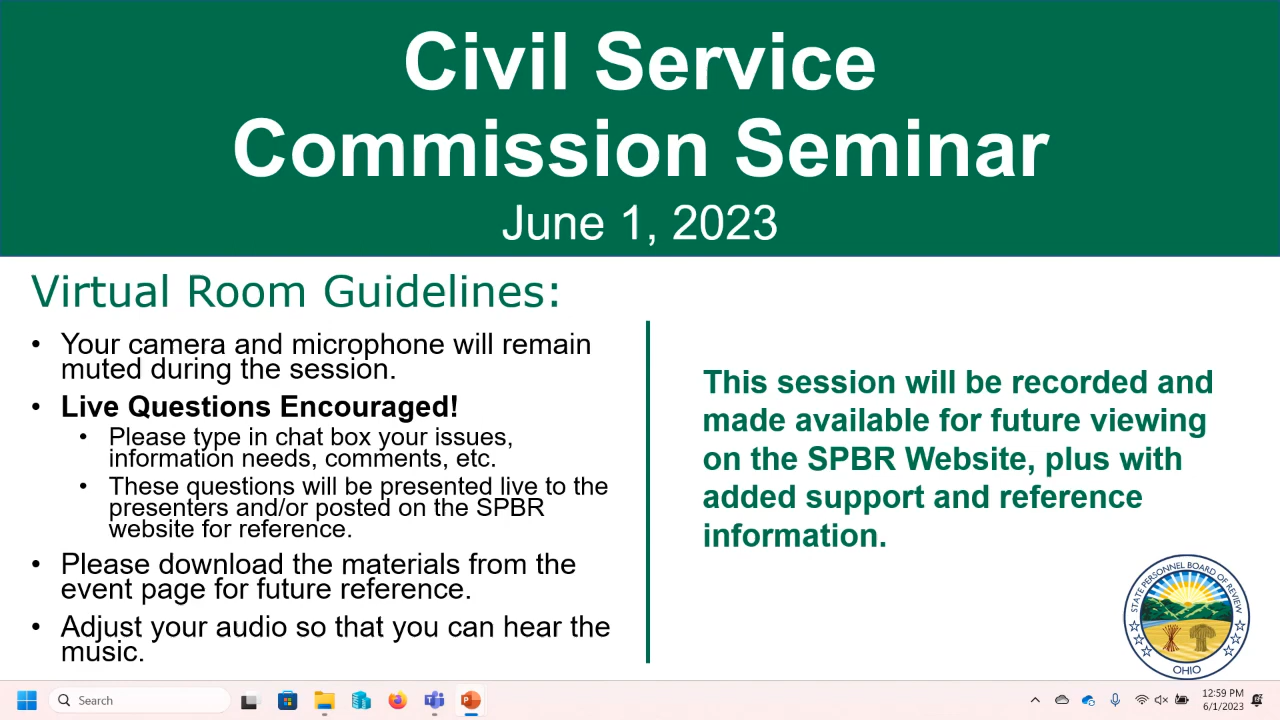 Civil Service
Commission Seminar
June 1, 2023
Virtual Room Guidelines:
• Your camera and microphone will remain
muted during the session.
• Live Questions Encouraged!
• Please type in chat box your issues,
information needs, comments, etc.
• These questions will be presented live to the
presenters and/or posted on the SPBR
website for reference.
• Please download the materials from the
event page for future reference.
• Adjust your audio so that you can hear the
music.
This session will be recorded and
made available for future viewing
on the SPBR Website, plus with
added support and reference
information.
STATE PERSONNEL BOARD OF REVIEW
OHIO
Search
12:59 PM
6/1/2023